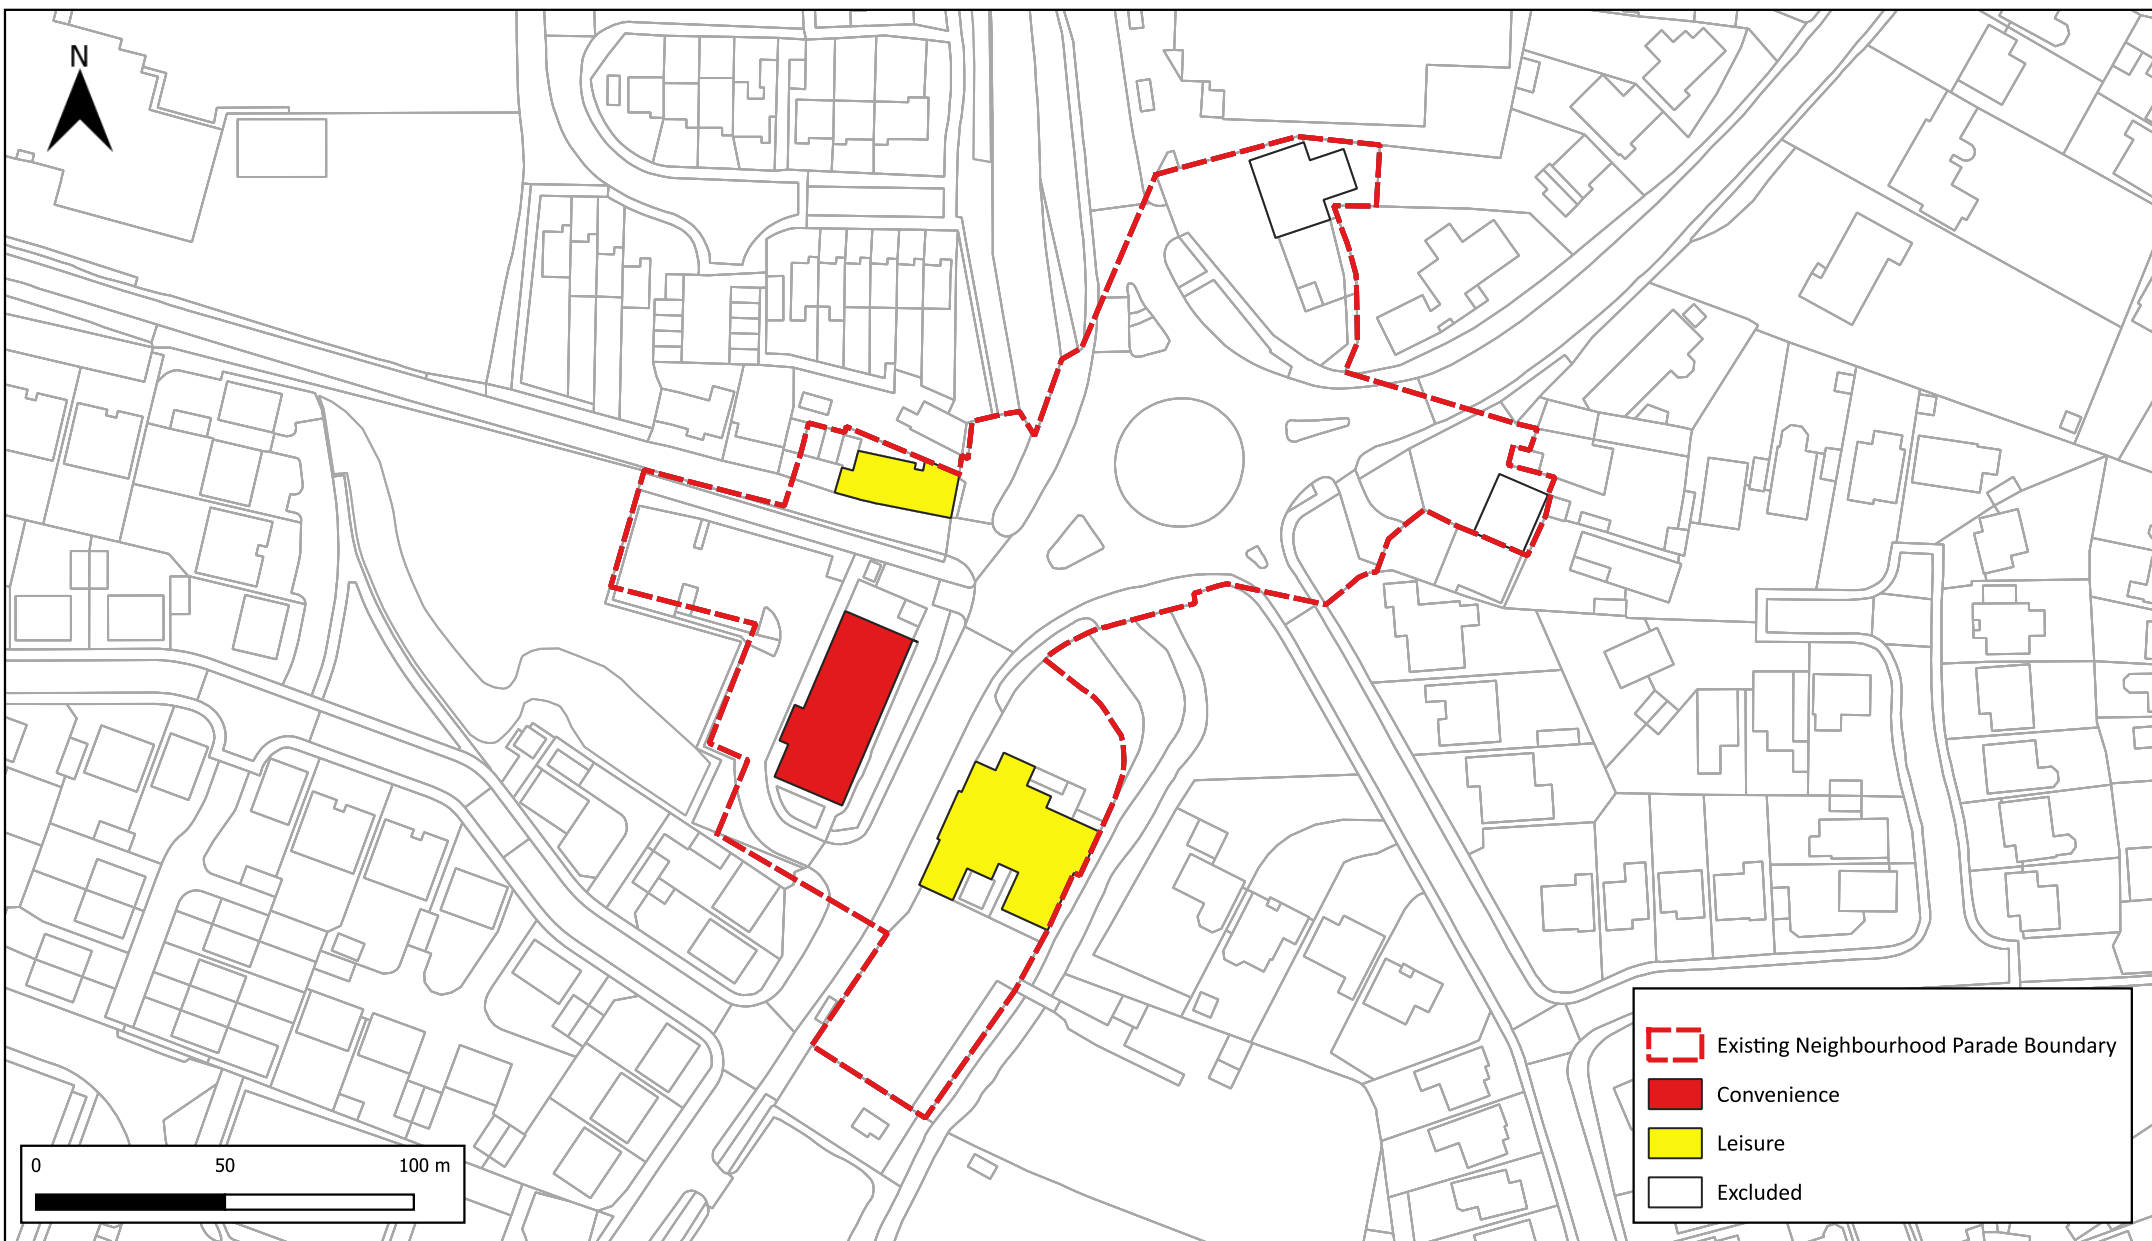 N
Existing Neighbourhood Parade Boundary
Convenience
Leisure
Excluded
0 50 100 m